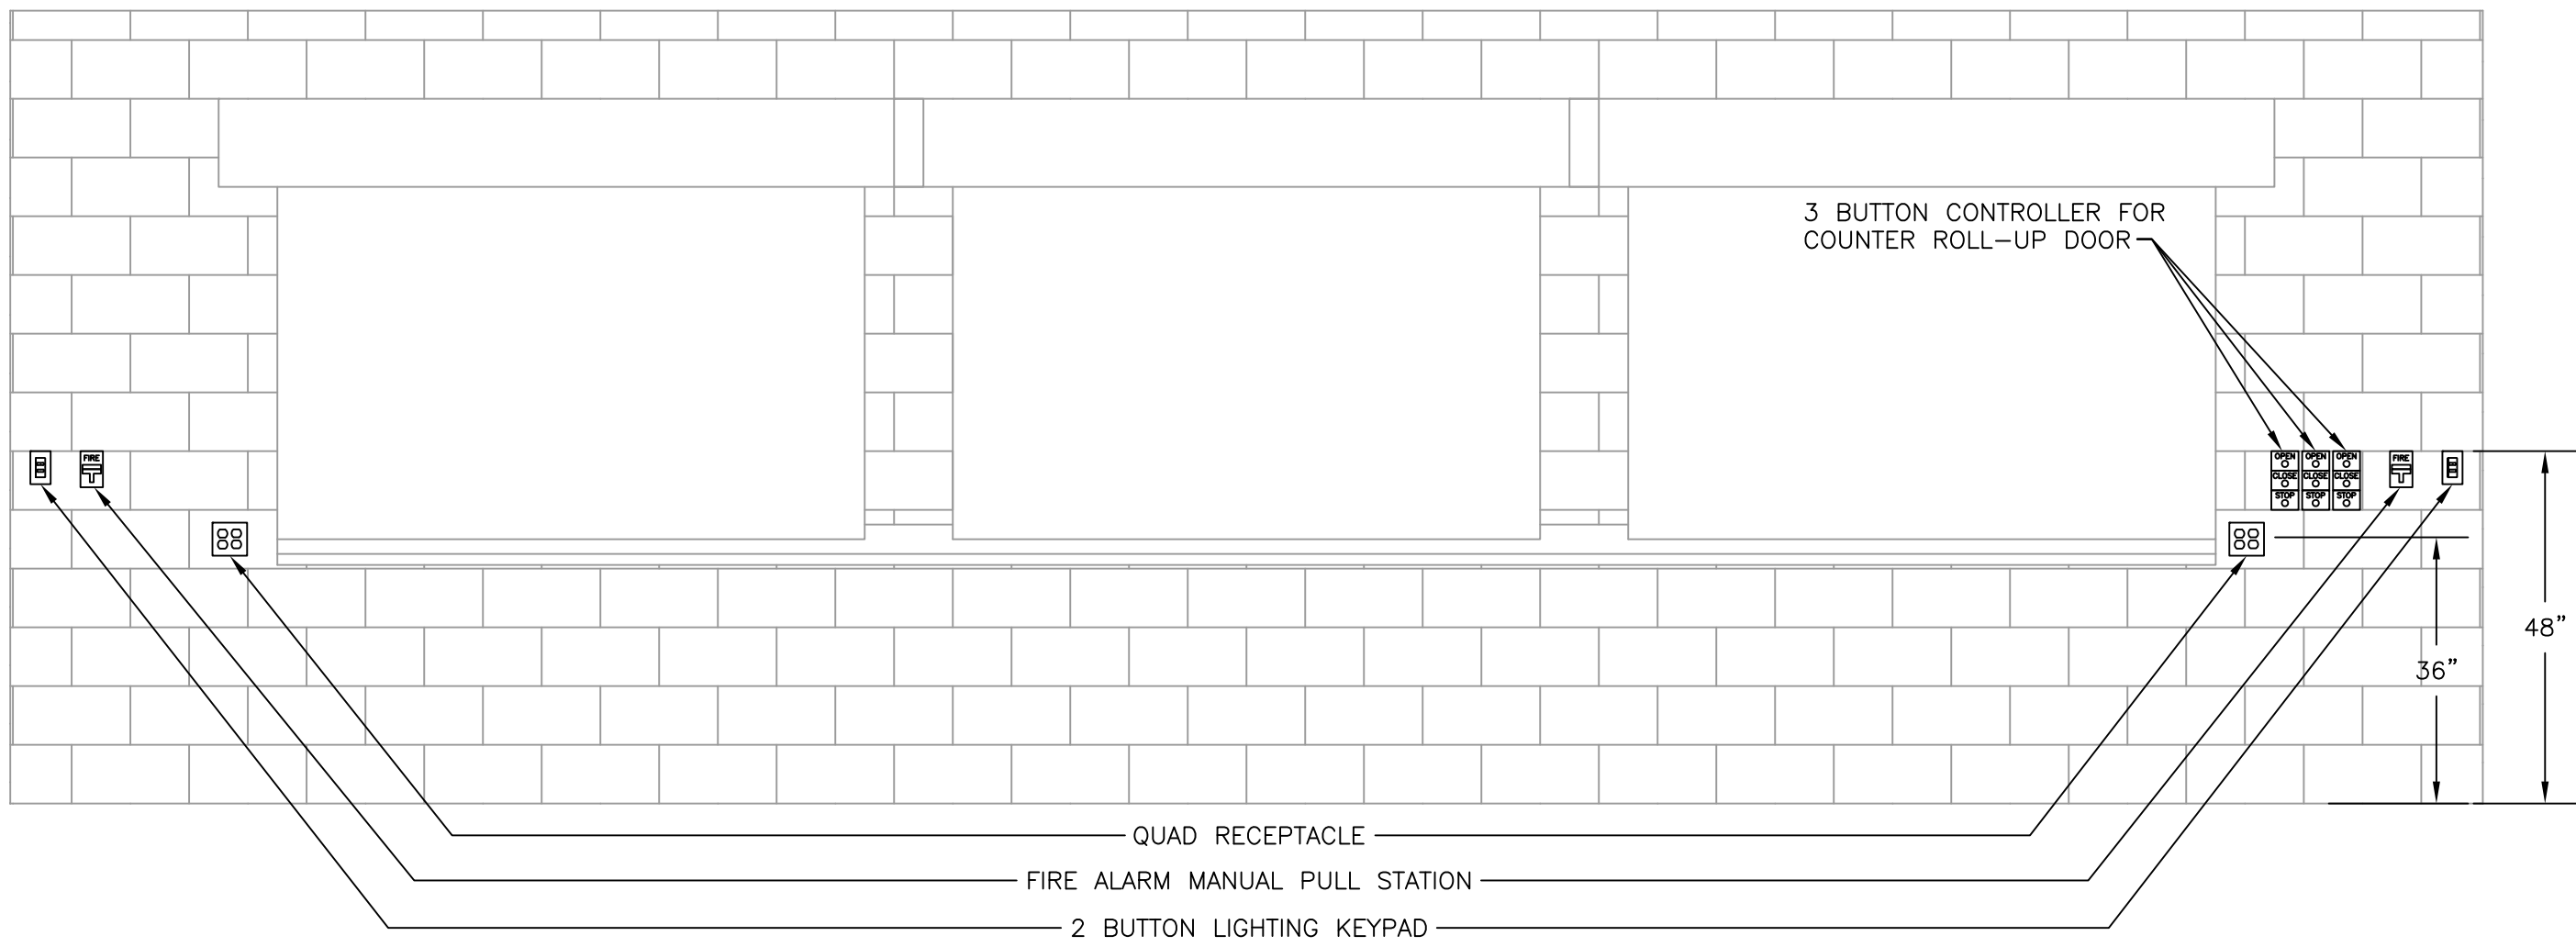 3 BUTTON CONTROLLER FOR
COUNTER ROLL-UP DOOR
FIRE
OPEN OPEN OPEN
CLOSE CLOSE CLOSE
STOP STOP STOP
FIRE
48”
36”
QUAD RECEPTACLE
FIRE ALARM MANUAL PULL STATION
2 BUTTON LIGHTING KEYPAD